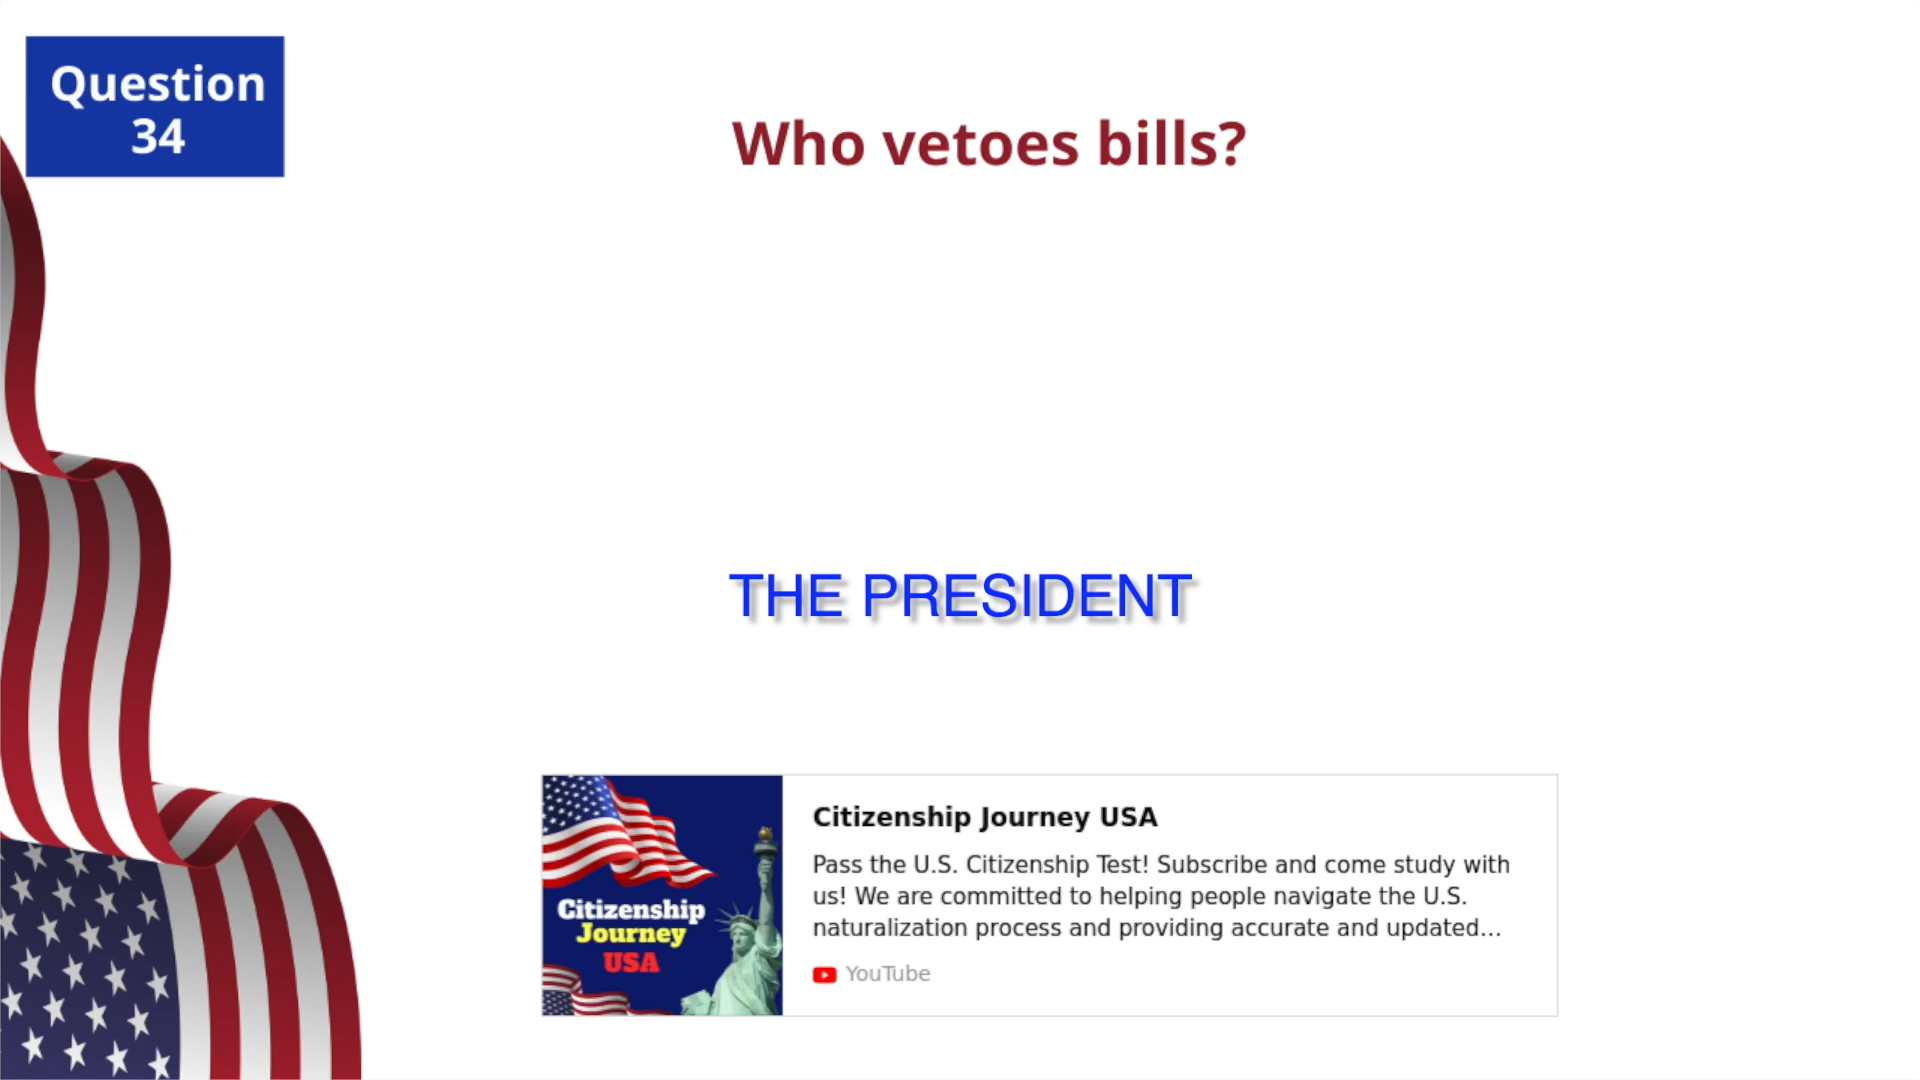 Question
34
Who vetoes bills?
THE PRESIDENT
Citizenship
Journey
USA
Citizenship Journey USA
Pass the U.S. Citizenship Test! Subscribe and come study with
us! We are committed to helping people navigate the U.S.
naturalization process and providing accurate and updated...
YouTube